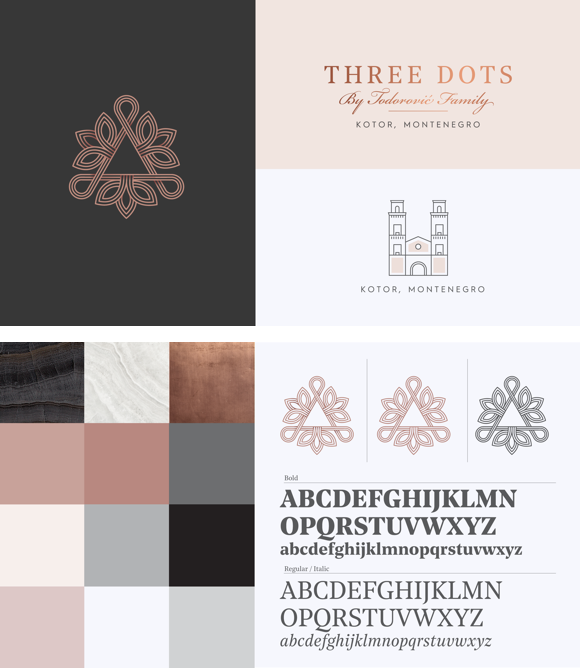 THREE DOTS
By Todorović Family
KOTOR, MONTENEGRO
KOTOR, MONTENEGRO
Bold
ABCDEFGHIJKLMN
OPQRSTUVWXYZ
abcdefghijklmnopqrstuvwxyz
Regular / Italic
ABCDEFGHIJKLMN
OPQRSTUVWXYZ
abcdefghijklmnopqrstuvwxyz